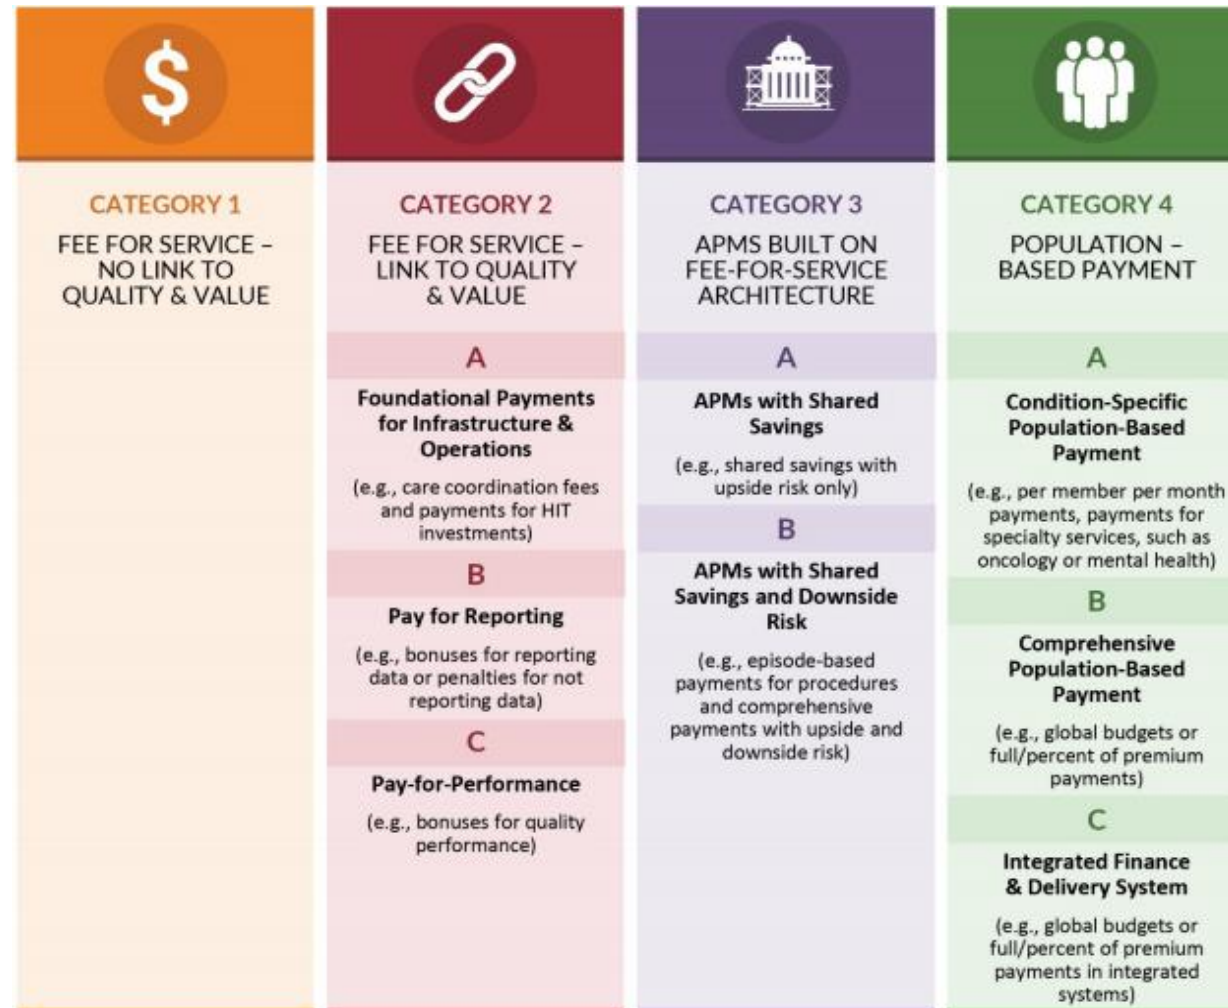 $
CATEGORY 1
FEE FOR SERVICE –
NO LINK TO
QUALITY & VALUE
CATEGORY 2
FEE FOR SERVICE –
LINK TO QUALITY
& VALUE
A
Foundational Payments
for Infrastructure &
Operations
(e.g., care coordination fees
and payments for HIT
investments)
B
Pay for Reporting
(e.g., bonuses for reporting
data or penalties for not
reporting data)
C
Pay-for-Performance
(e.g., bonuses for quality
performance)
CATEGORY 3
APMS BUILT ON
FEE-FOR-SERVICE
ARCHITECTURE
A
APMs with Shared
Savings
(e.g., shared savings with
upside risk only)
B
APMs with Shared
Savings and Downside
Risk
(e.g., episode-based
payments for procedures
and comprehensive
payments with upside and
downside risk)
CATEGORY 4
POPULATION –
BASED PAYMENT
A
Condition-Specific
Population-Based
Payment
(e.g., per member per month
payments, payments for
specialty services, such as
oncology or mental health)
B
Comprehensive
Population-Based
Payment
(e.g., global budgets or
full/percent of premium
payments)
C
Integrated Finance
& Delivery System
(e.g., global budgets or
full/percent of premium
payments in integrated
systems)